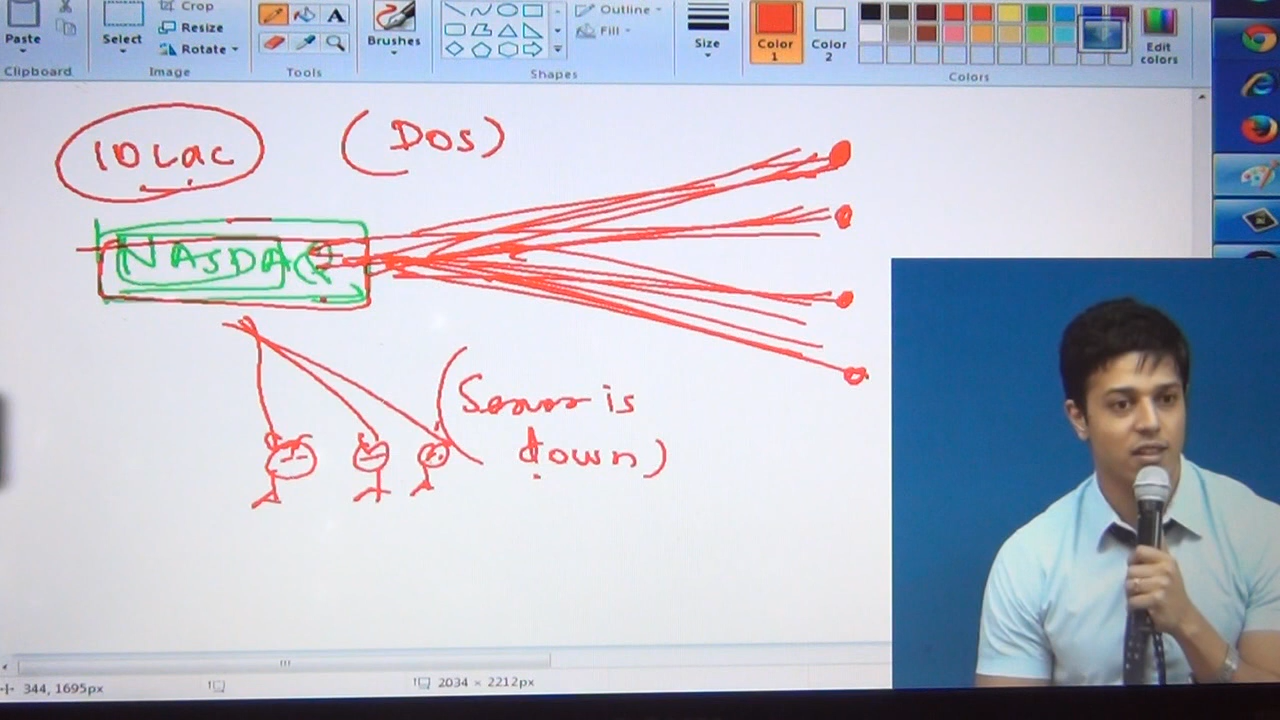 Crop
Resize
Rotate
Paste
Select
Brushes
Outline
Fill
Size
Color 1
Color 2
Edit colors
Clipboard
Image
Tools
Shapes
Colors
10 Lac
(DOS)
NASDAQ
(Server is
down)
344, 1695px
2034 × 2212px